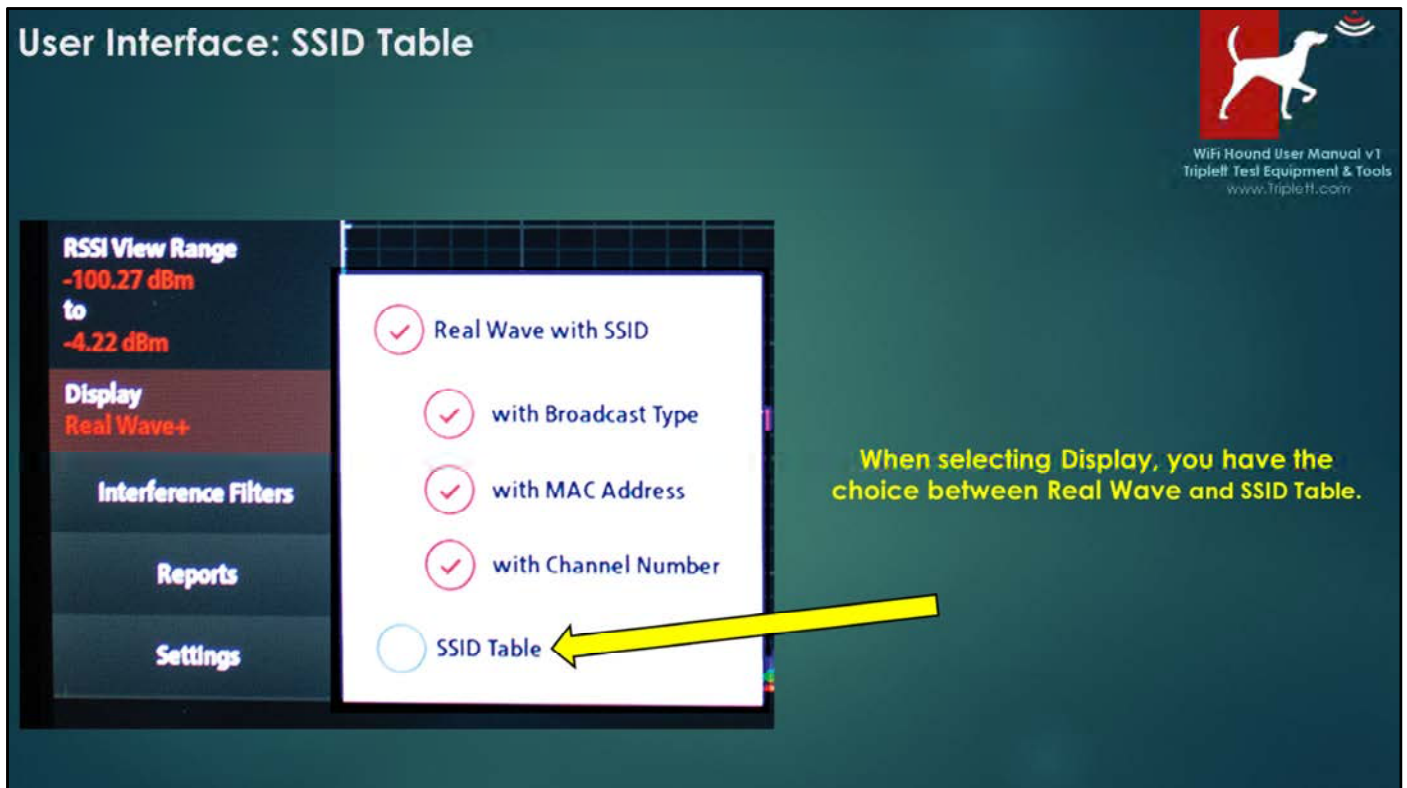 User Interface: SSID Table
WiFi Hound User Manual v1
Triplett Test Equipment & Tools
www.Triplett.com
RSSI View Range
-100.27 dBm
to
-4.22 dBm
Display
Real Wave+
Interference Filters
Reports
Settings
Real Wave with SSID
with Broadcast Type
with MAC Address
with Channel Number
SSID Table
When selecting Display, you have the
choice between Real Wave and SSID Table.